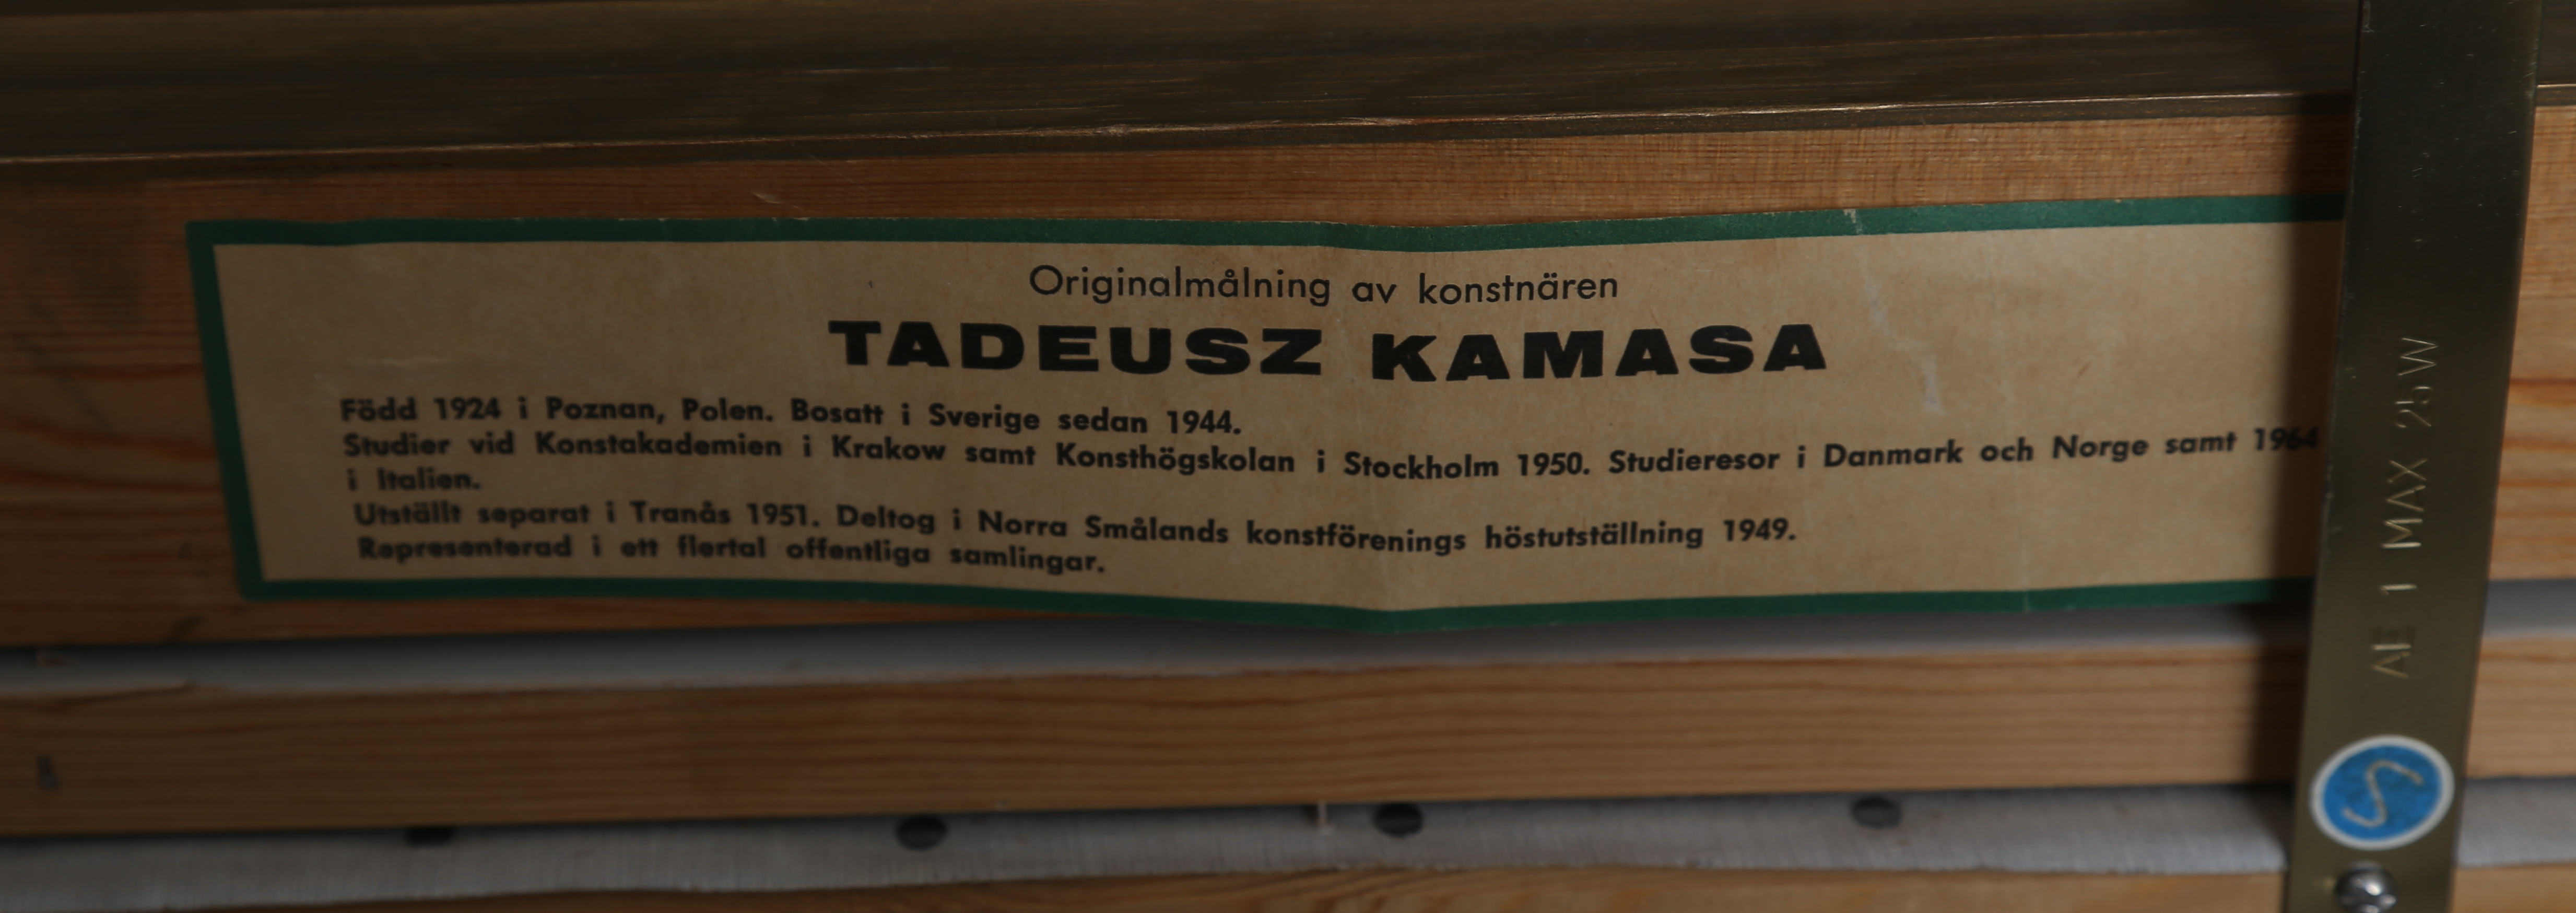 Originalmålning av konstnären
TADEUSZ KAMASA
Född 1924 i Poznan, Polen. Bosatt i Sverige sedan 1944.
Studier vid Konstakademien i Krakow samt Konsthögskolan i Stockholm 1950. Studieresor i Danmark och Norge samt 1964
i Italien.
Utställt separat i Tranås 1951. Deltog i Norra Smålands konstförenings höstutställning 1949.
Representerad i ett flertal offentliga samlingar.
AE 1 MAX 25W
S